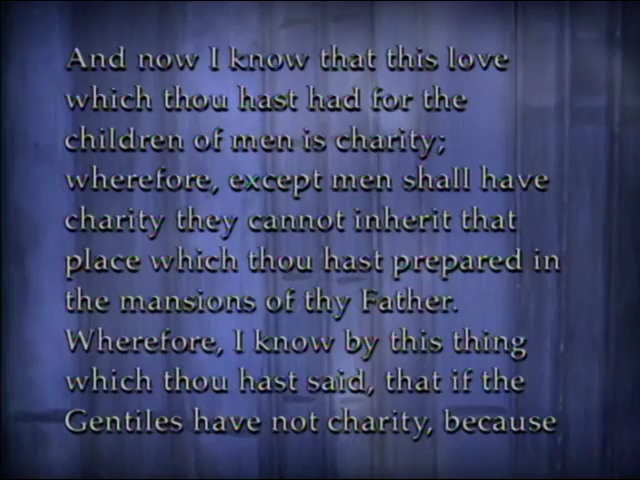 And now I know that this love
which thou hast had for the
children of men is charity;
wherefore, except men shall have
charity they cannot inherit that
place which thou hast prepared in
the mansions of thy Father.
Wherefore, I know by this thing
which thou hast said, that if the
Gentiles have not charity, because